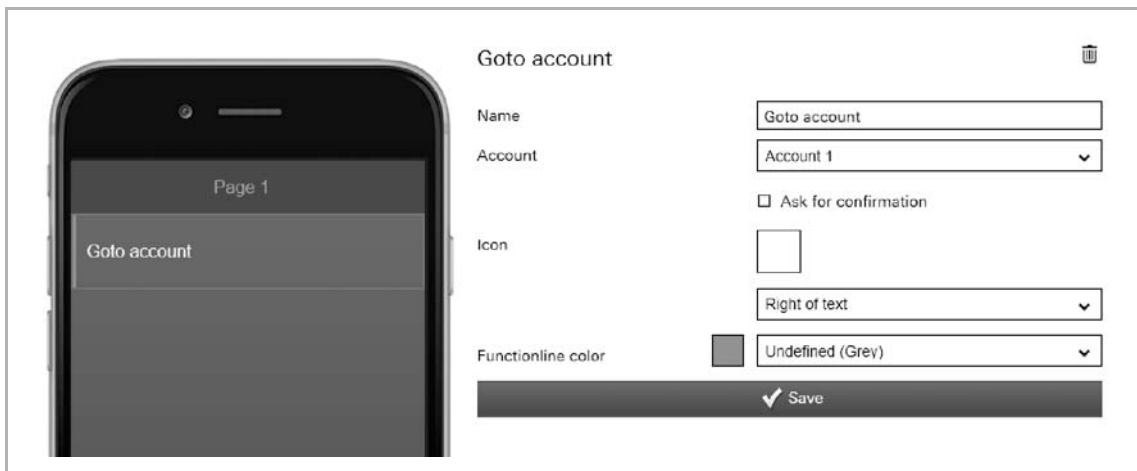 Page 1
Goto account
Goto account
Name
Goto account
Account
Account 1
Ask for confirmation
Icon
Right of text
Functionline color
Undefined (Grey)
Save